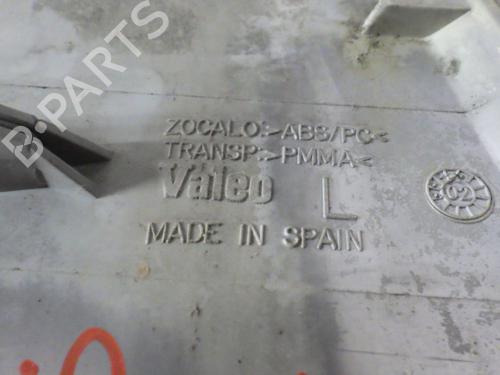 B-PARTS
ZOCALO:>ABS/PC<
TRANSP:>PMMA<
Valeo L
MADE IN SPAIN